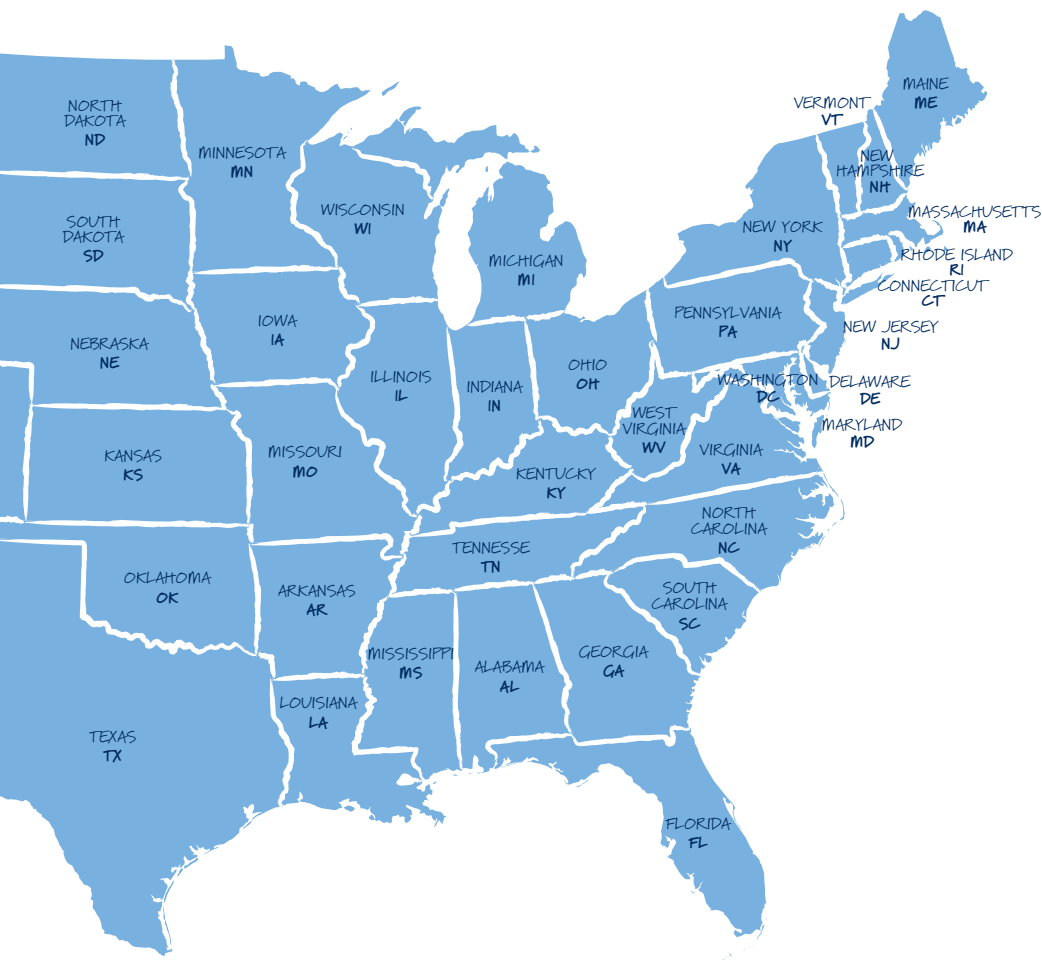 MAINE
ME
VERMONT
VT
NORTH
DAKOTA
ND
MINNESOTA
MN
NEW
HAMPSHIRE
NH
WISCONSIN
WI
MASSACHUSETTS
MA
SOUTH
DAKOTA
SD
NEW YORK
NY
MICHIGAN
MI
RHODE ISLAND
RI
CONNECTICUT
CT
IOWA
IA
PENNSYLVANIA
PA
NEW JERSEY
NJ
NEBRASKA
NE
OHIO
OH
ILLINOIS
IL
INDIANA
IN
WASHINGTON
DC
DELAWARE
DE
WEST
VIRGINIA
WV
MARYLAND
MD
KANSAS
KS
MISSOURI
MO
VIRGINIA
VA
KENTUCKY
KY
NORTH
CAROLINA
NC
TENNESSE
TN
OKLAHOMA
OK
ARKANSAS
AR
SOUTH
CAROLINA
SC
MISSISSIPPI
MS
ALABAMA
AL
GEORGIA
GA
LOUISIANA
LA
TEXAS
TX
FLORIDA
FL